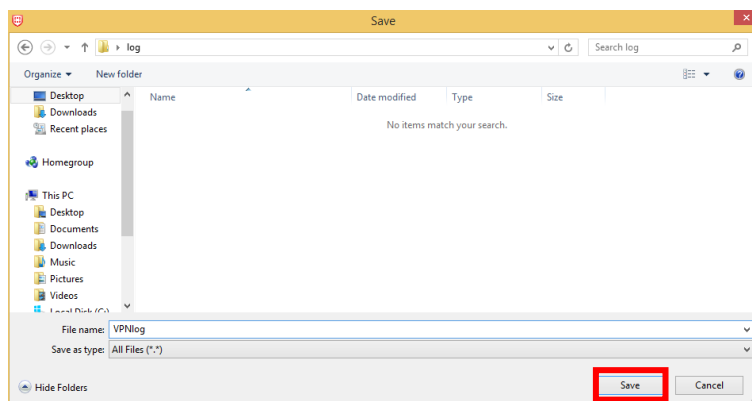 Save
log
Search log
Organize
New folder
Name
Date modified
Type
Size
No items match your search.
Desktop
Downloads
Recent places
Homegroup
This PC
Desktop
Documents
Downloads
Music
Pictures
Videos
Local Disk (C:)
File name: VPNlog
Save as type: All Files (*.*)
Hide Folders
Save
Cancel